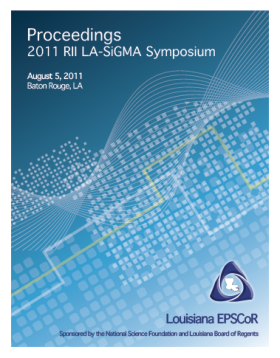 Proceedings
2011 RII LA-SiGMA Symposium
August 5, 2011
Baton Rouge, LA
Louisiana EPSCoR
Sponsored by the National Science Foundation and Louisiana Board of Regents